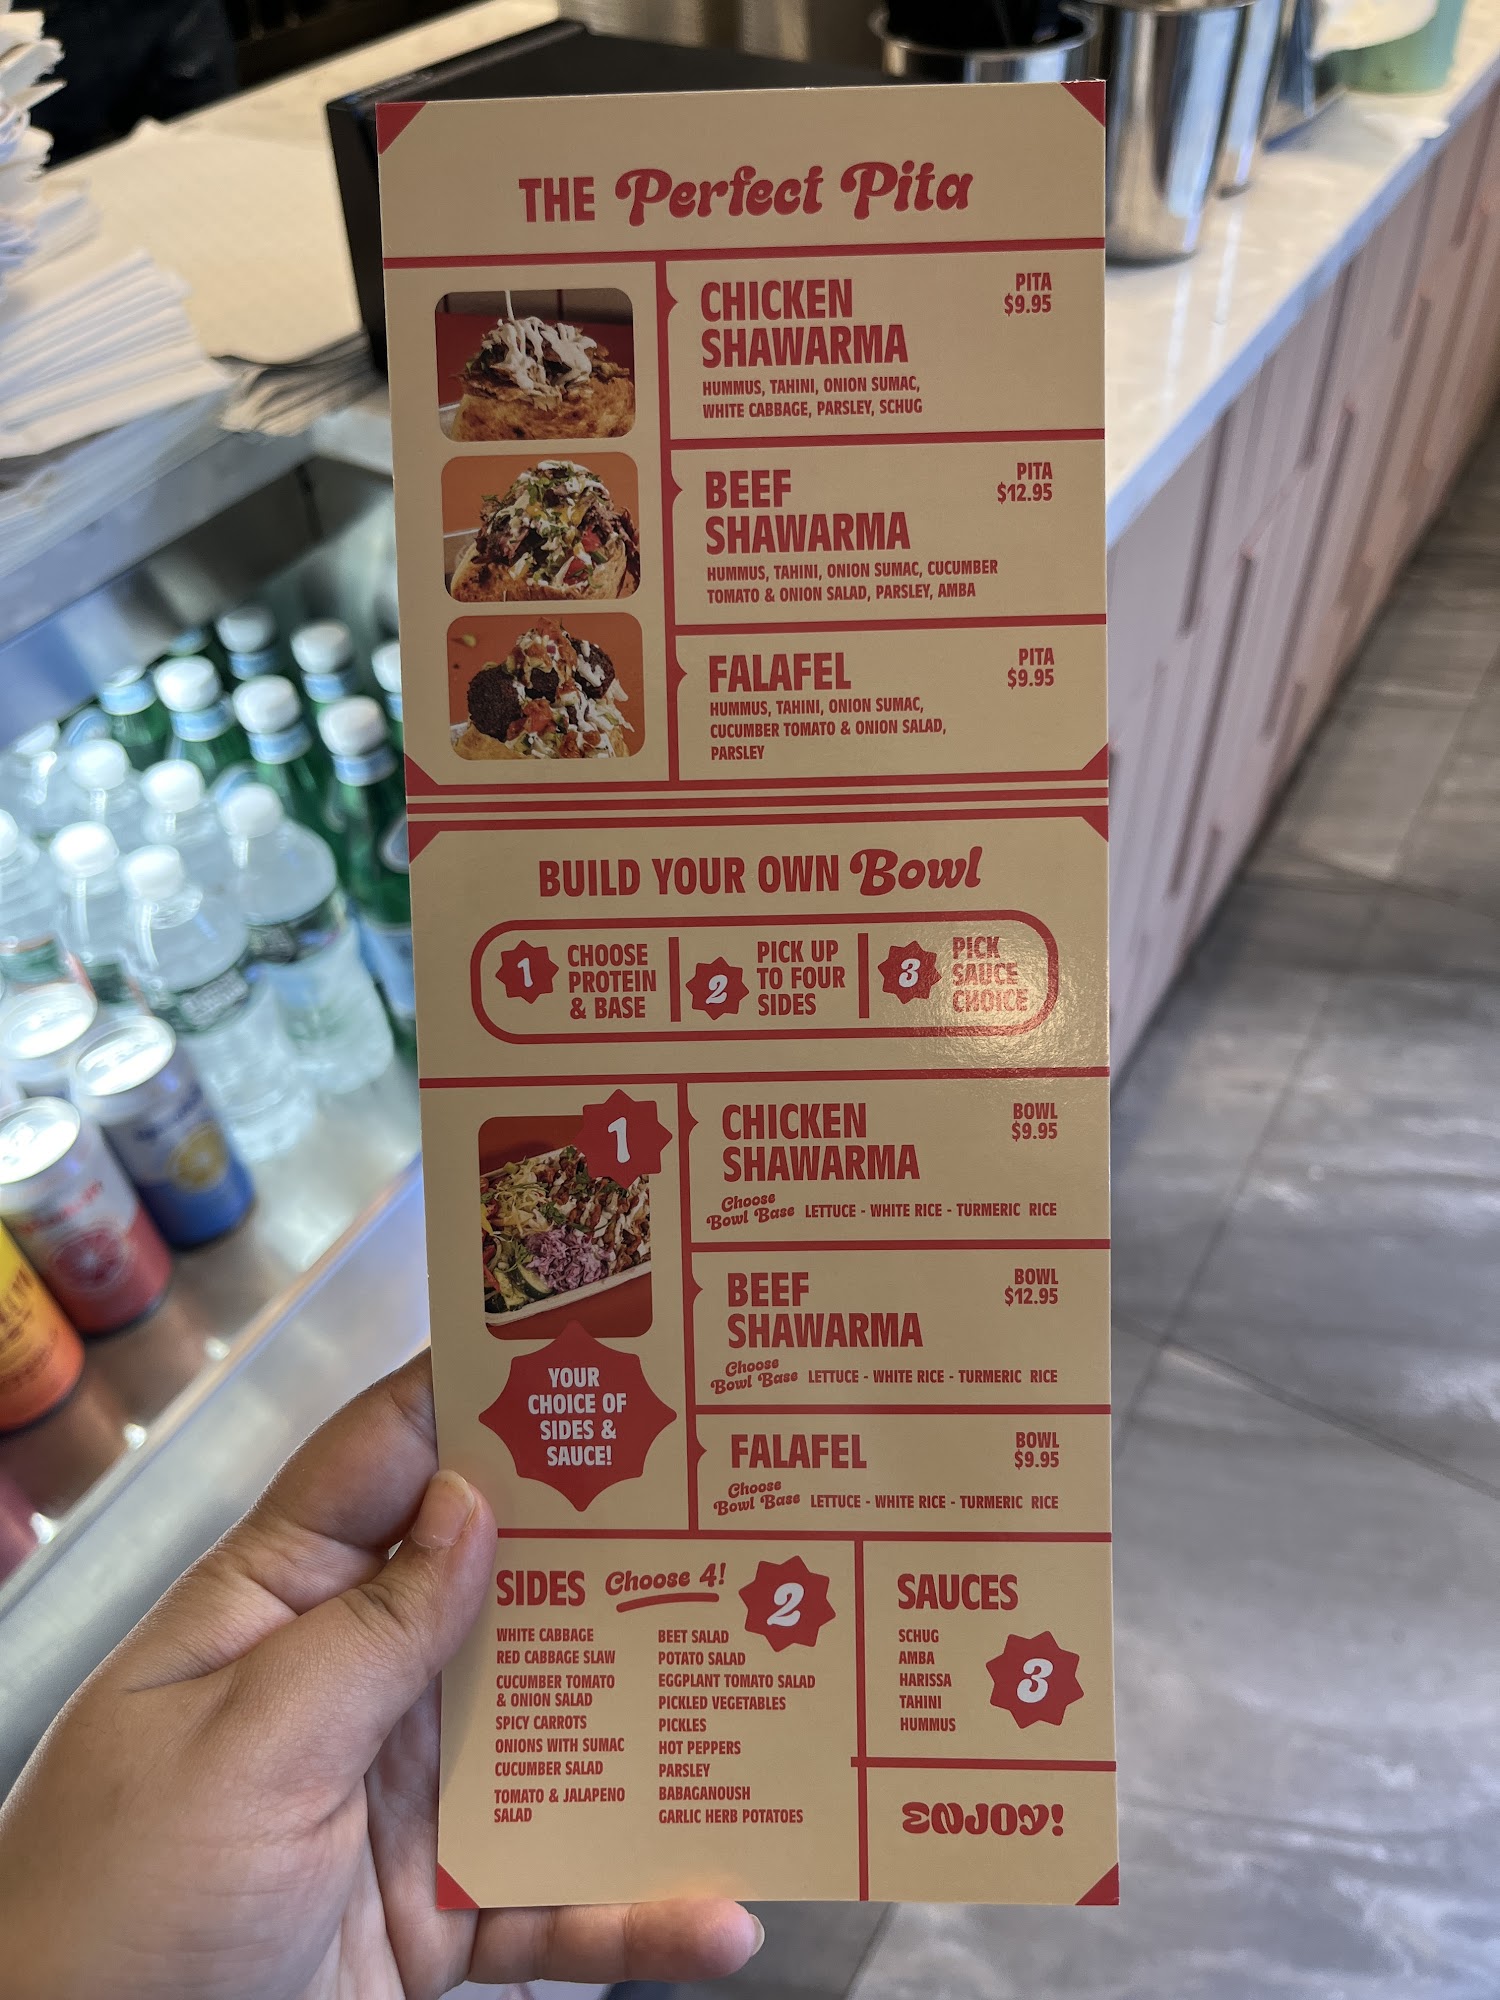 THE Perfect Pita
CHICKEN
SHAWARMA
PITA
$9.95
HUMMUS, TAHINI, ONION SUMAC,
WHITE CABBAGE, PARSLEY, SCHUG
BEEF
SHAWARMA
PITA
$12.95
HUMMUS, TAHINI, ONION SUMAC, CUCUMBER
TOMATO & ONION SALAD, PARSLEY, AMBA
FALAFEL
PITA
$9.95
HUMMUS, TAHINI, ONION SUMAC,
CUCUMBER TOMATO & ONION SALAD,
PARSLEY
BUILD YOUR OWN Bowl
1
CHOOSE
PROTEIN
& BASE
2
PICK UP
TO FOUR
SIDES
3
PICK
SAUCE
CHOICE
1
YOUR
CHOICE OF
SIDES &
SAUCE!
CHICKEN
SHAWARMA
BOWL
$9.95
Choose
Bowl Base LETTUCE - WHITE RICE - TURMERIC RICE
BEEF
SHAWARMA
BOWL
$12.95
Choose
Bowl Base LETTUCE - WHITE RICE - TURMERIC RICE
FALAFEL
BOWL
$9.95
Choose
Bowl Base LETTUCE - WHITE RICE - TURMERIC RICE
SIDES Choose 4! 2
WHITE CABBAGE
RED CABBAGE SLAW
CUCUMBER TOMATO
& ONION SALAD
SPICY CARROTS
ONIONS WITH SUMAC
CUCUMBER SALAD
TOMATO & JALAPENO
SALAD
BEET SALAD
POTATO SALAD
EGGPLANT TOMATO SALAD
PICKLED VEGETABLES
PICKLES
HOT PEPPERS
PARSLEY
BABAGANOUSH
GARLIC HERB POTATOES
SAUCES
SCHUG
AMBA
HARISSA
TAHINI
HUMMUS
3
ENJOY!